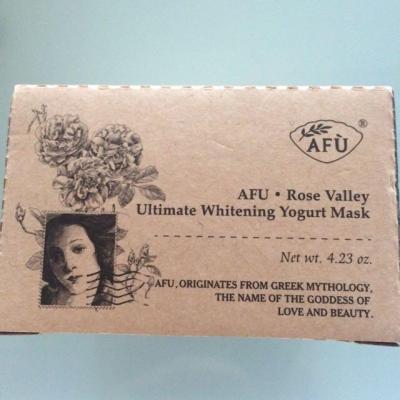 AFÙ®
AFU • Rose Valley
Ultimate Whitening Yogurt Mask
Net wt. 4.23 oz.
AFU, ORIGINATES FROM GREEK MYTHOLOGY,
THE NAME OF THE GODDESS OF
LOVE AND BEAUTY.